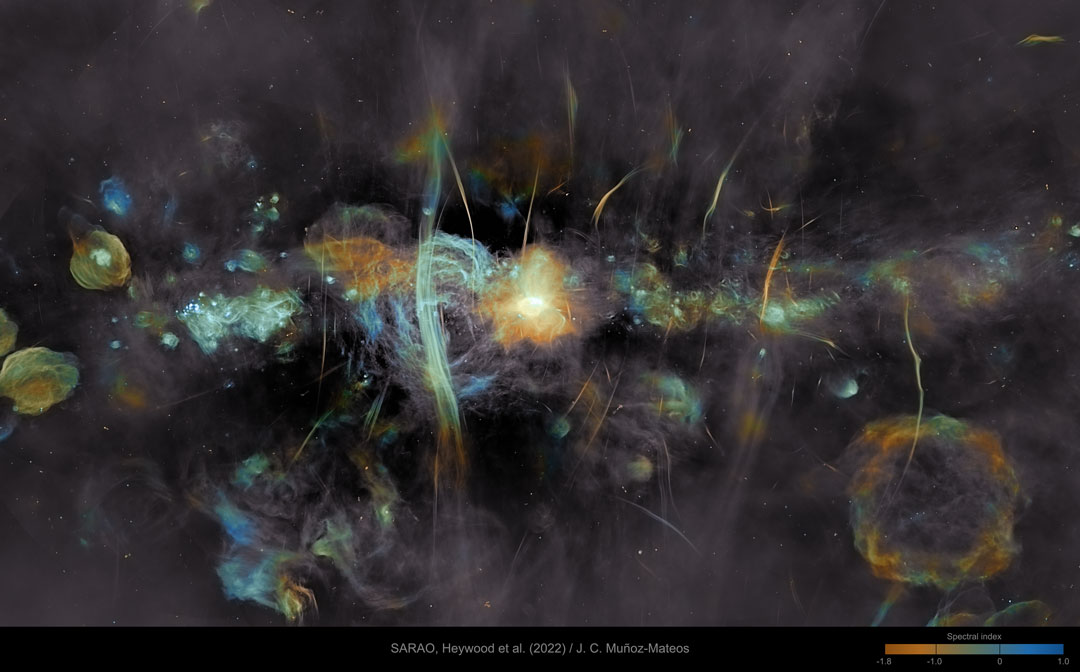 SARAO, Heywood et al. (2022) / J. C. Muñoz-Mateos
Spectral index
-1.8 -1.0 0 1.0